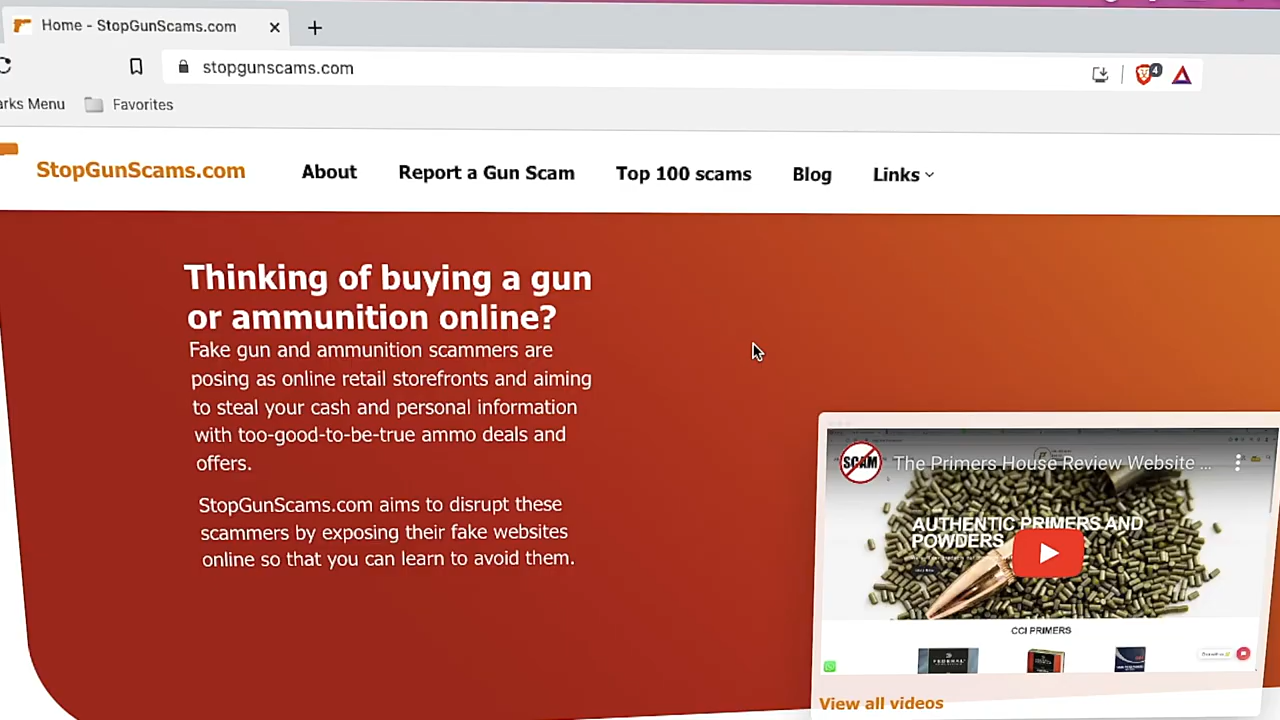 Home - StopGunScams.com
stopgunscams.com
4
arks Menu
Favorites
StopGunScams.com
About
Report a Gun Scam
Top 100 scams
Blog
Links
Thinking of buying a gun
or ammunition online?
Fake gun and ammunition scammers are
posing as online retail storefronts and aiming
to steal your cash and personal information
with too-good-to-be-true ammo deals and
offers.
StopGunScams.com aims to disrupt these
scammers by exposing their fake websites
online so that you can learn to avoid them.
SCAM
The Primers House Review Website ...
AUTHENTIC PRIMERS AND
POWDERS
CCI PRIMERS
FEDERAL
View all videos